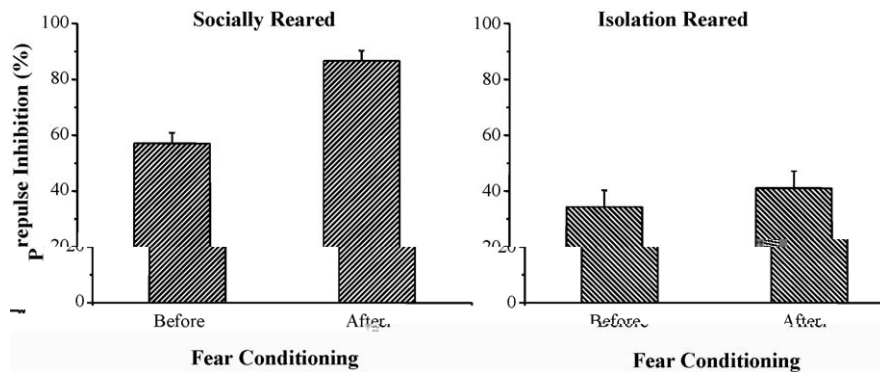 Socially Reared
Isolation Reared
Prepulse Inhibition (%)
100
80
60
40
20
0
100
80
60
40
20
0
Before
After
Before
After
Fear Conditioning
Fear Conditioning